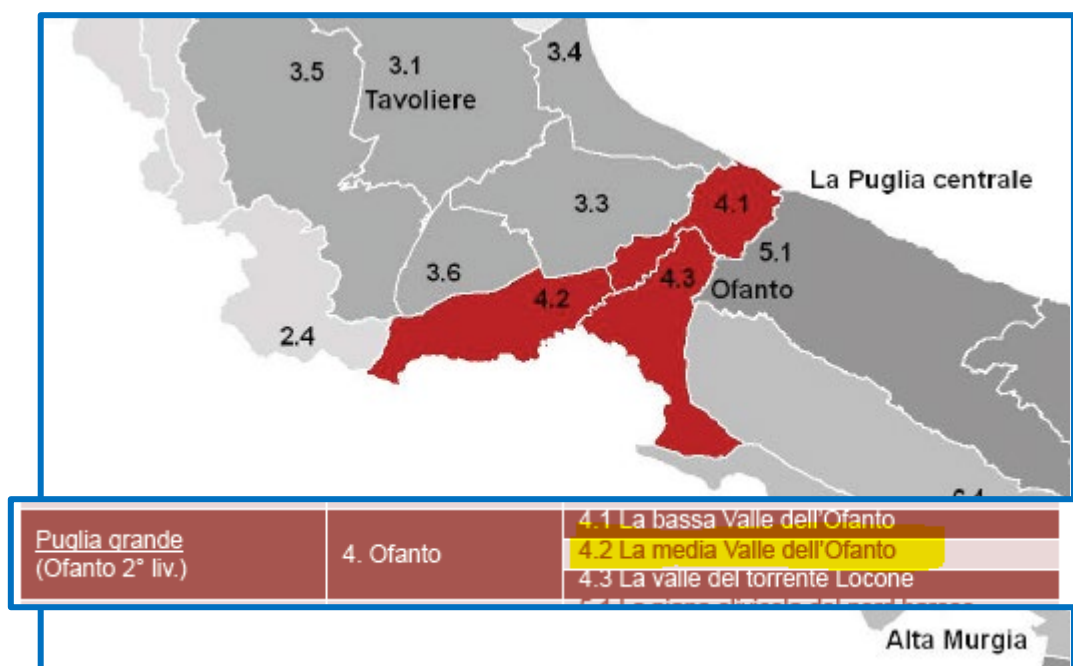 3.4
3.5
3.1
Tavoliere
La Puglia centrale
3.3
4.1
5.1
3.6
4.3
Ofanto
4.2
2.4
Puglia grande
(Ofanto 2° liv.)
4. Ofanto
4.1 La bassa Valle dell'Ofanto
4.2 La media Valle dell'Ofanto
4.3 La valle del torrente Locone
Alta Murgia